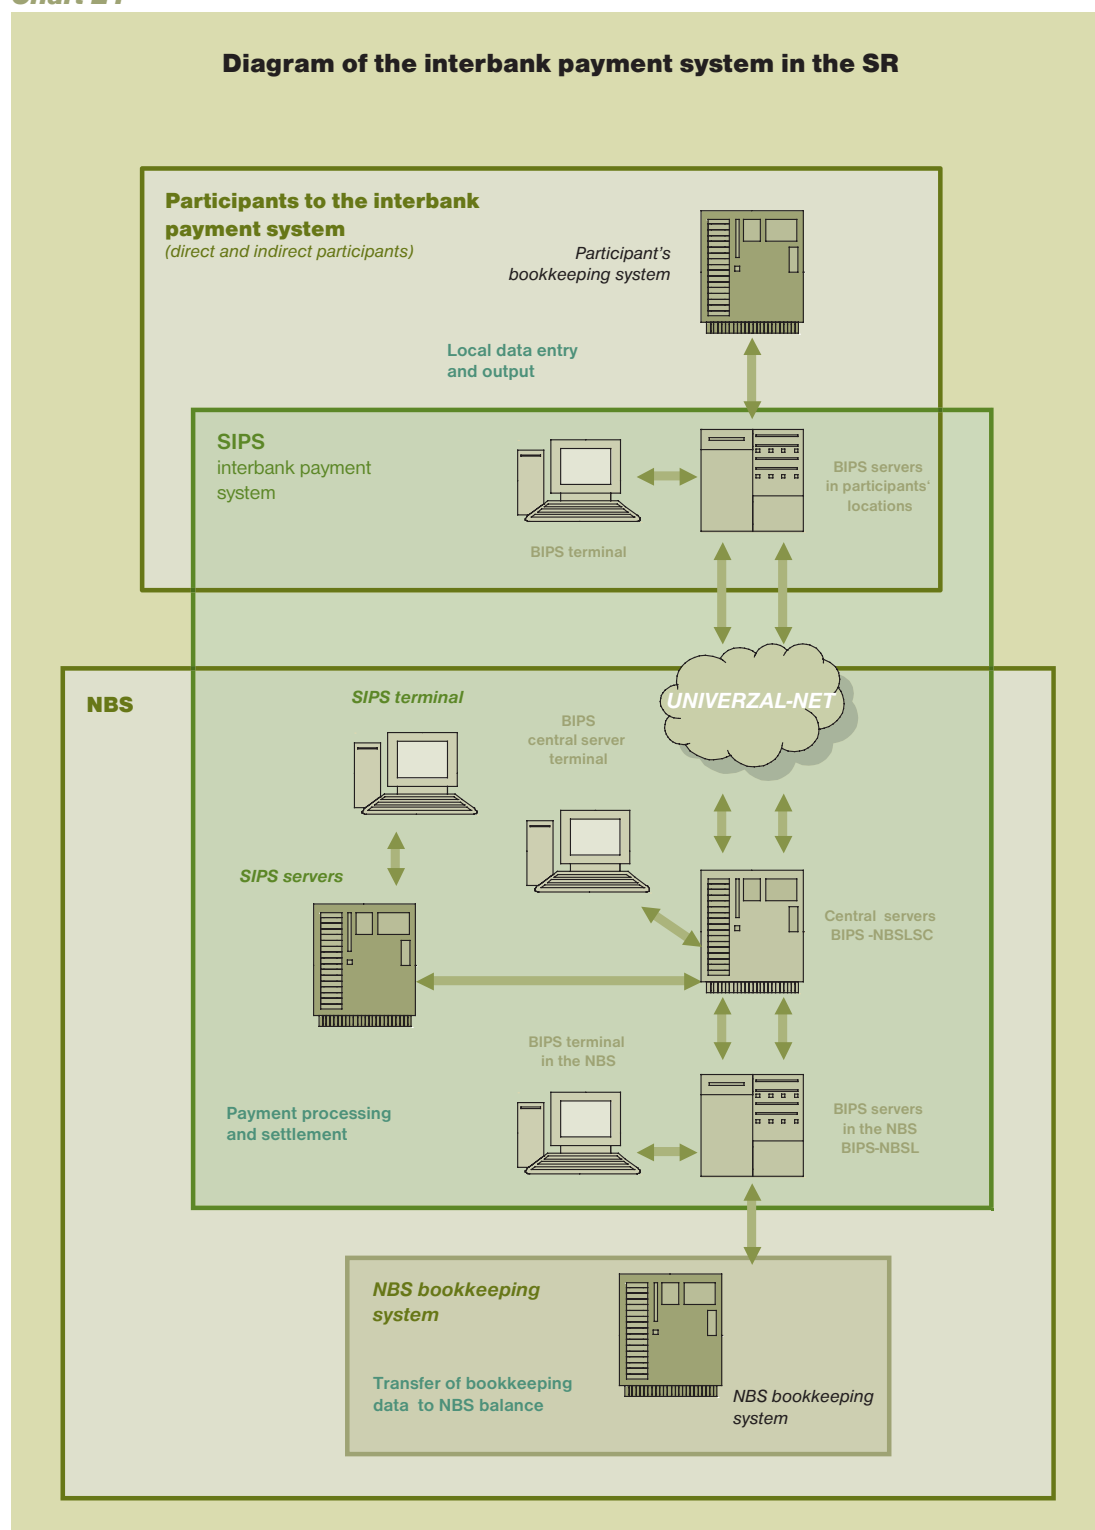 Diagram of the interbank payment system in the SR
Participants to the interbank
payment system
(direct and indirect participants)
Participant's
bookkeeping system
Local data entry
and output
SIPS
interbank payment
system
BIPS servers
in participants‘
locations
BIPS terminal
UNIVERZAL-NET
NBS
SIPS terminal
BIPS
central server
terminal
SIPS servers
Central servers
BIPS -NBSLSC
BIPS terminal
in the NBS
Payment processing
and settlement
BIPS servers
in the NBS
BIPS-NBSL
NBS bookkeeping
system
Transfer of bookkeeping
data to NBS balance
NBS bookkeeping
system